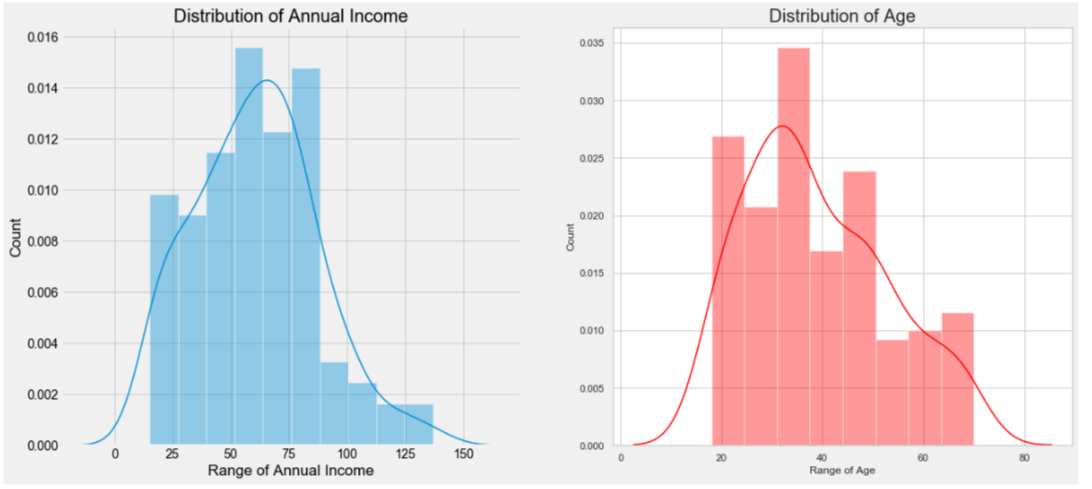 Distribution of Annual Income
0.016
0.014
0.012
0.010
0.008
0.006
0.004
0.002
0.000
Count
0 25 50 75 100 125 150
Range of Annual Income
Distribution of Age
0.035
0.030
0.025
0.020
0.015
0.010
0.005
0.000
Count
0 20 40 60 80
Range of Age